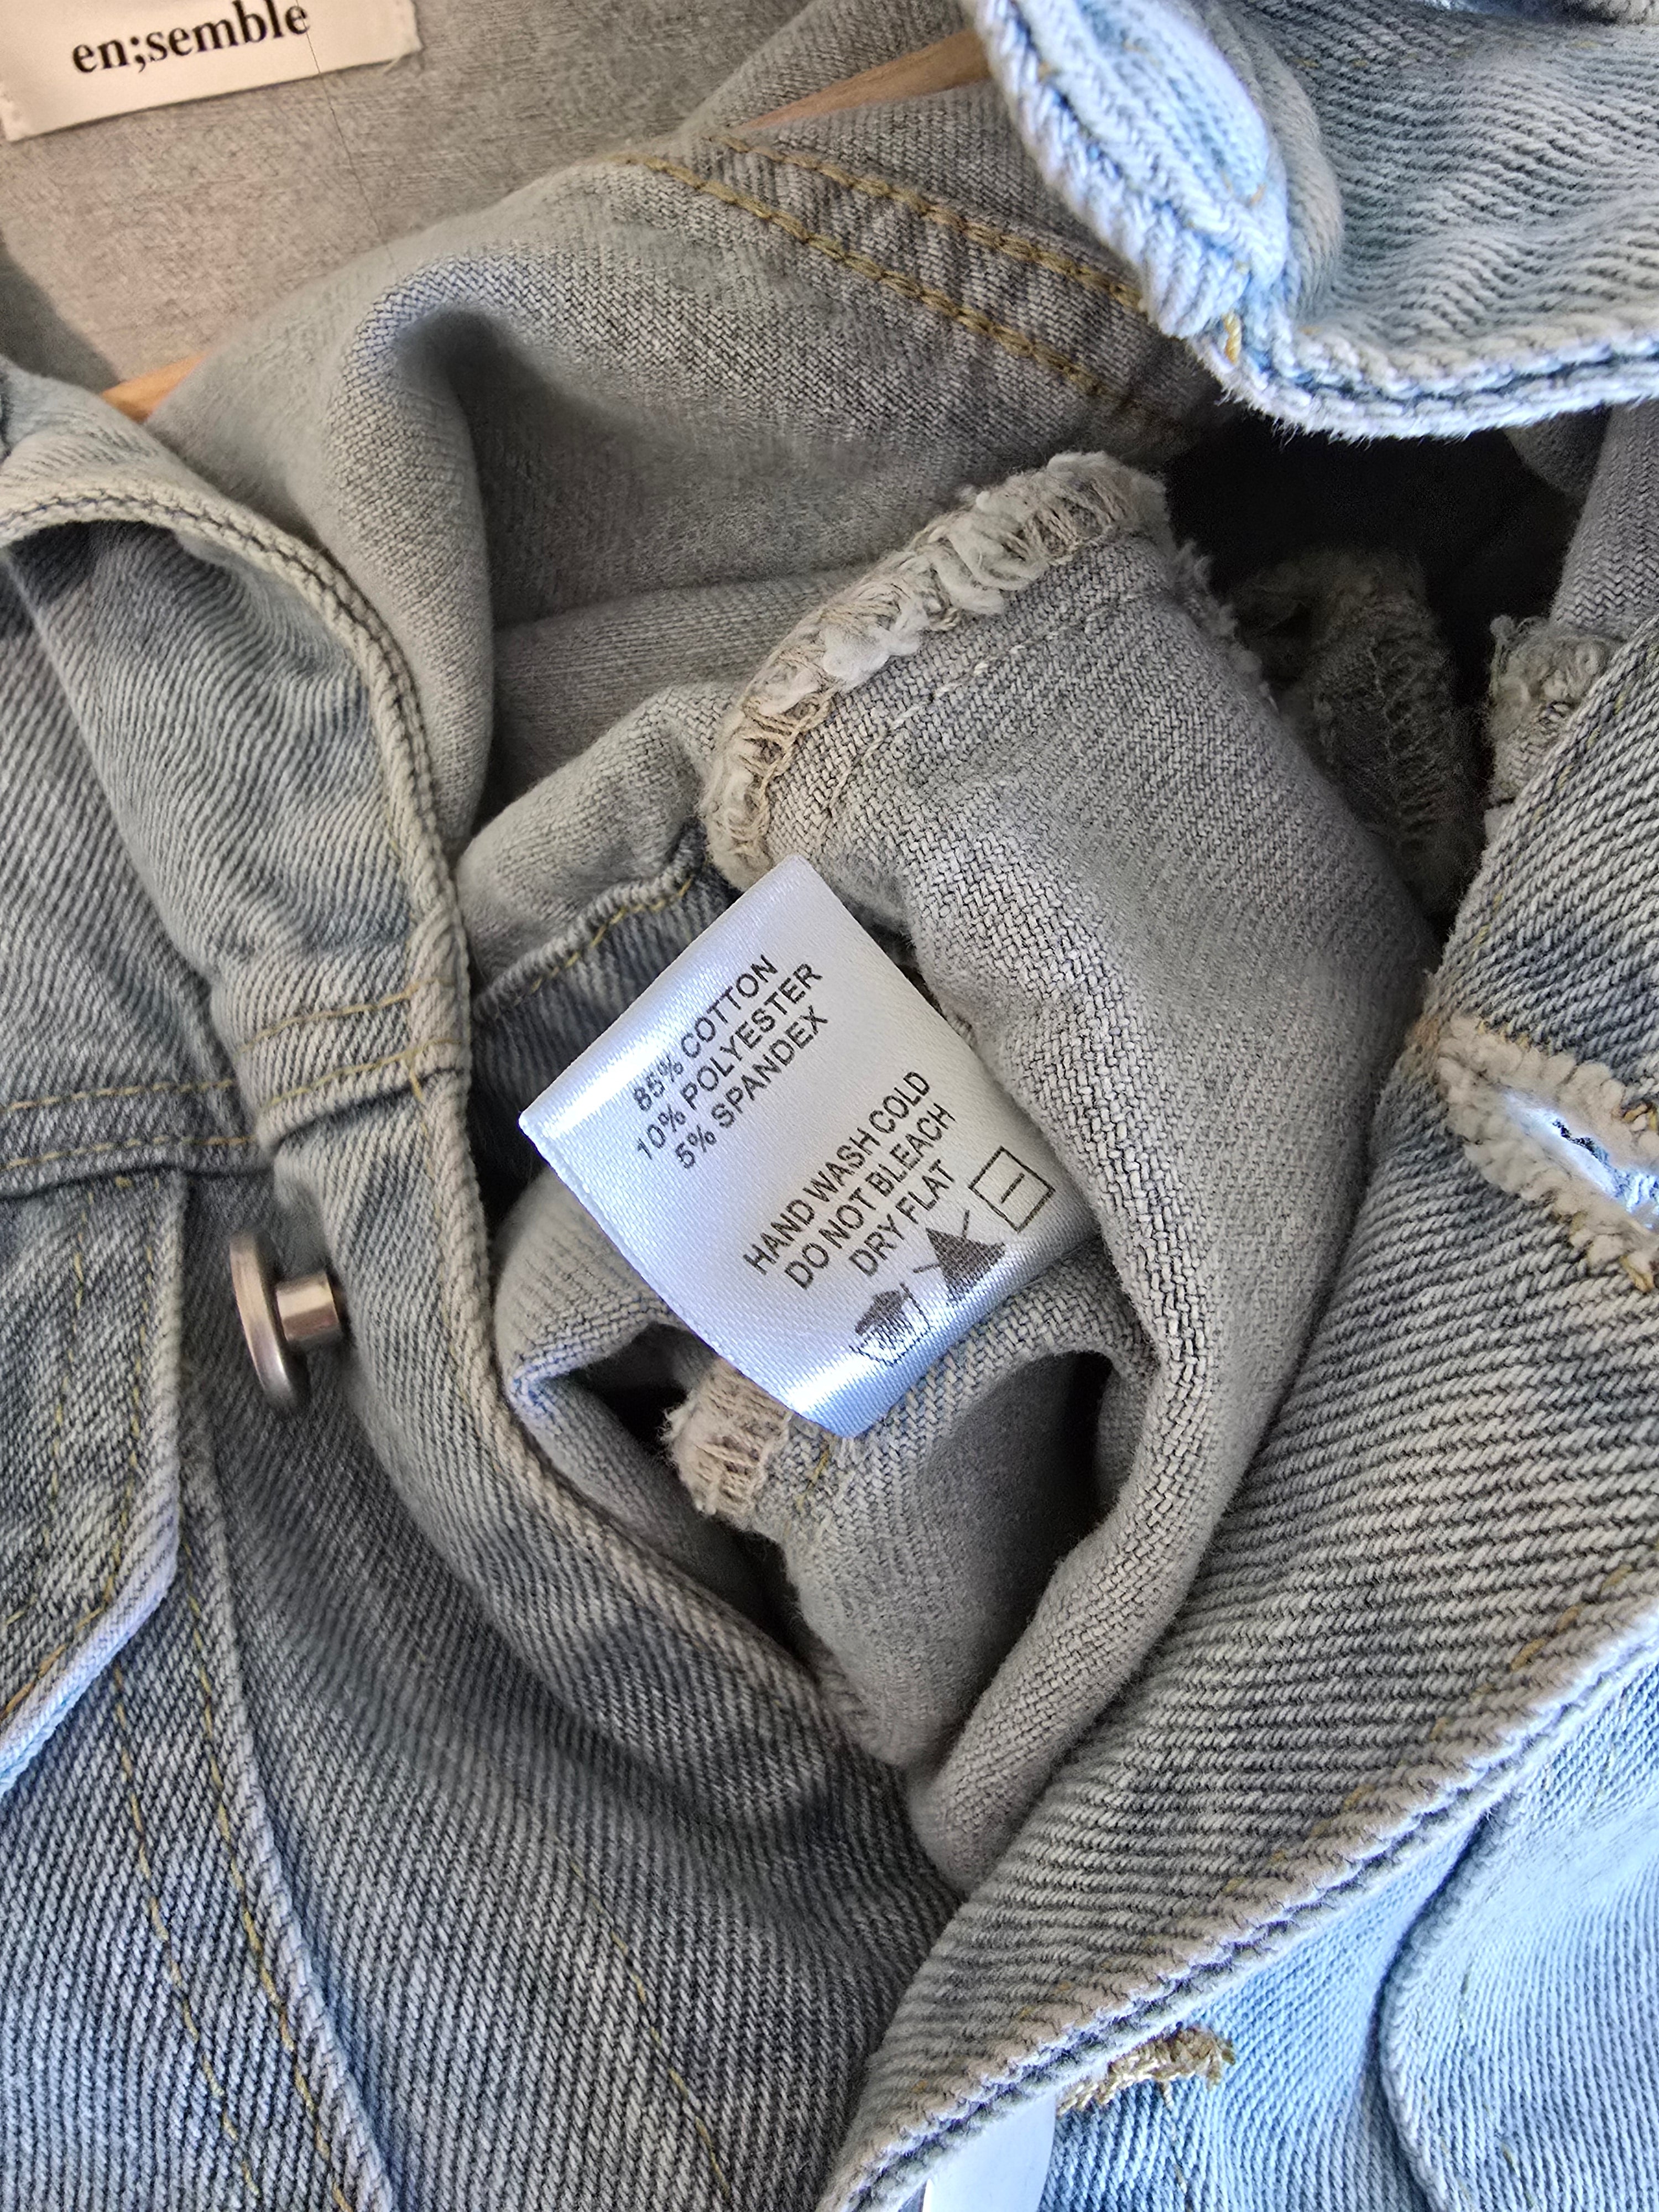 en;semble
85% COTTON
10% POLYESTER
5% SPANDEX
HAND WASH COLD
DO NOT BLEACH
DRY FLAT